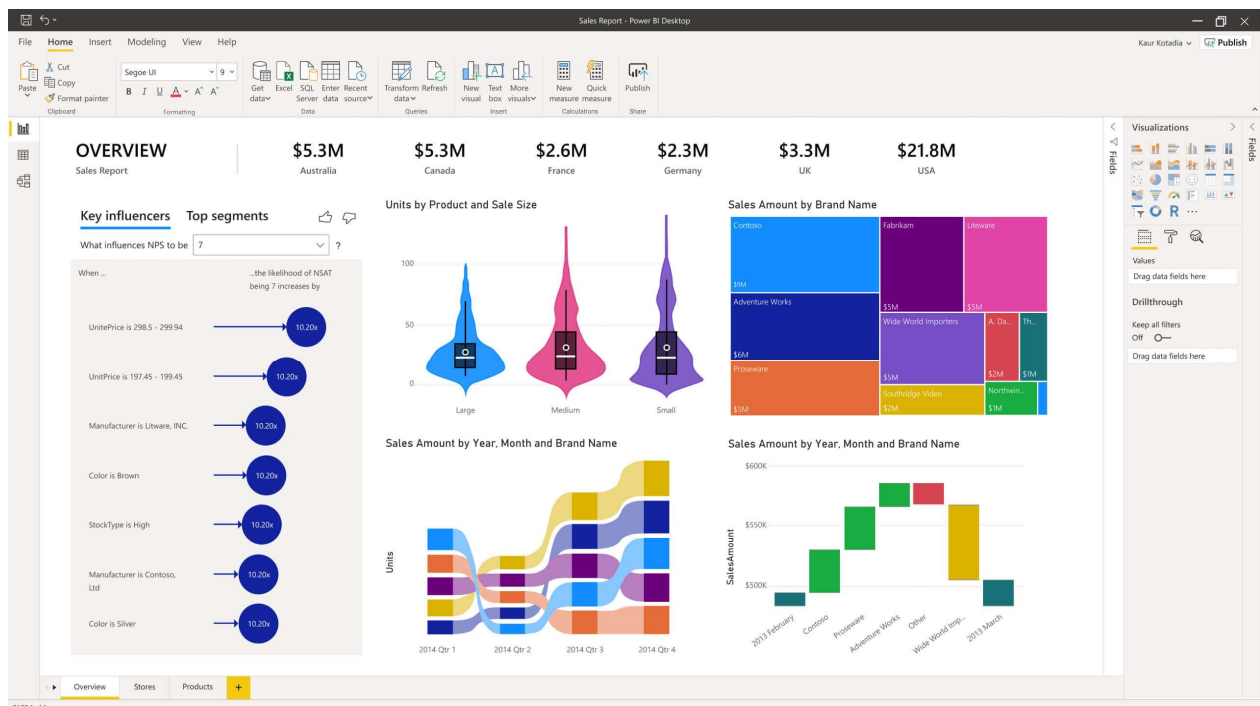 Sales Report - Power BI Desktop
File Home Insert Modeling View Help
Kaur Kotadia
Publish
Paste
Cut
Copy
Format painter
Clipboard
Segoe UI 9
B I U A A A
Formatting
Get data
Excel
SQL Server
Enter data
Recent source
Data
Transform data
Refresh
Queries
New visual
Text box
More visuals
Insert
New measure
Quick measure
Calculations
Publish
Share
OVERVIEW
Sales Report
$5.3M
Australia
$5.3M
Canada
$2.6M
France
$2.3M
Germany
$3.3M
UK
$21.8M
USA
Key influencers Top segments
What influences NPS to be 7 ?
When ...
...the likelihood of NSAT
being 7 increases by
UnitePrice is 298.5 - 299.94
10.20x
UnitPrice is 197.45 - 199.45
10.20x
Manufacturer is Litware, INC.
10.20x
Color is Brown
10.20x
StockType is High
10.20x
Manufacturer is Contoso,
Ltd
10.20x
Color is Silver
10.20x
Units by Product and Sale Size
100
50
0
Large Medium Small
Sales Amount by Brand Name
Contoso
$9M
Adventure Works
$6M
Proseware
$5M
Fabrikam
$5M
Liteware
$5M
Wide World Importers
$5M
A. Da...
$2M
Th...
$1M
Southridge Video
$2M
Northwin...
$1M
Sales Amount by Year, Month and Brand Name
Units
2014 Qtr 1 2014 Qtr 2 2014 Qtr 3 2014 Qtr 4
Sales Amount by Year, Month and Brand Name
$600K
$550K
$500K
SalesAmount
2013 February
Contoso
Proseware
Adventure Works
Other
Wide World Imp...
2013 March
Fields
Visualizations
R ...
Values
Drag data fields here
Drillthrough
Keep all filters
Off
Drag data fields here
Fields
Overview Stores Products +